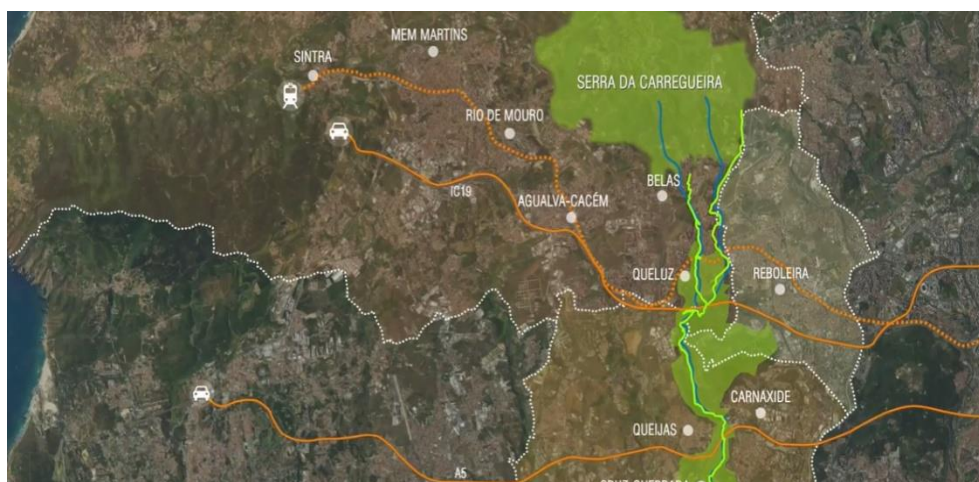 MEM MARTINS
SINTRA
SERRA DA CARREGUEIRA
RIO DE MOURO
BELAS
IC19
AGUALVA-CACÉM
QUELUZ
REBOLEIRA
CARNAXIDE
QUEIJAS
A5